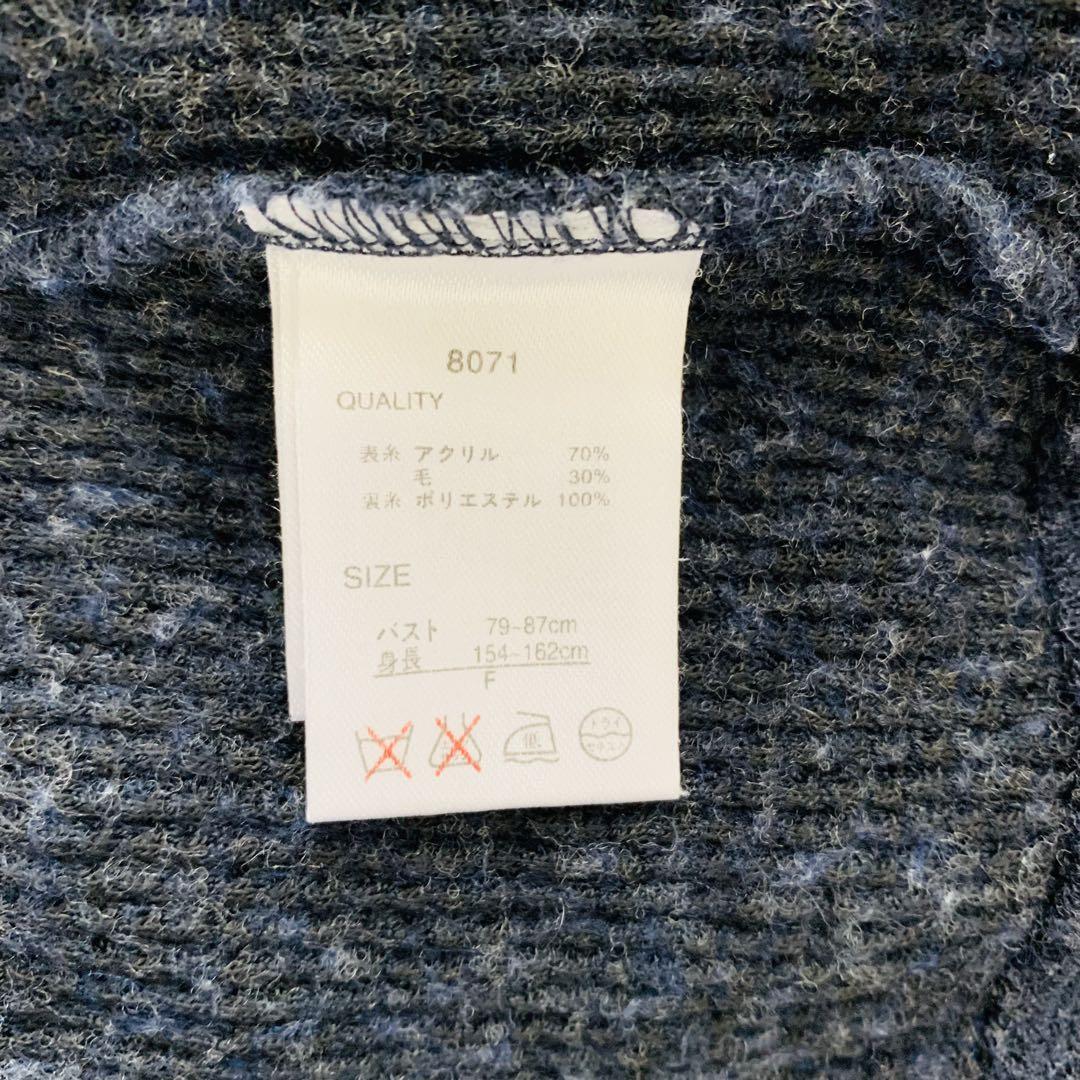 8071
QUALITY
表糸 アクリル 70%
毛 30%
裏糸 ポリエステル 100%
SIZE
バスト 79~87cm
身長 154~162cm
F
低
ドライ
セキユ系